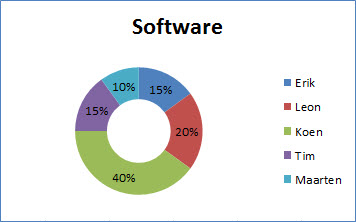 Software
10%
15%
15%
20%
40%
Erik
Leon
Koen
Tim
Maarten